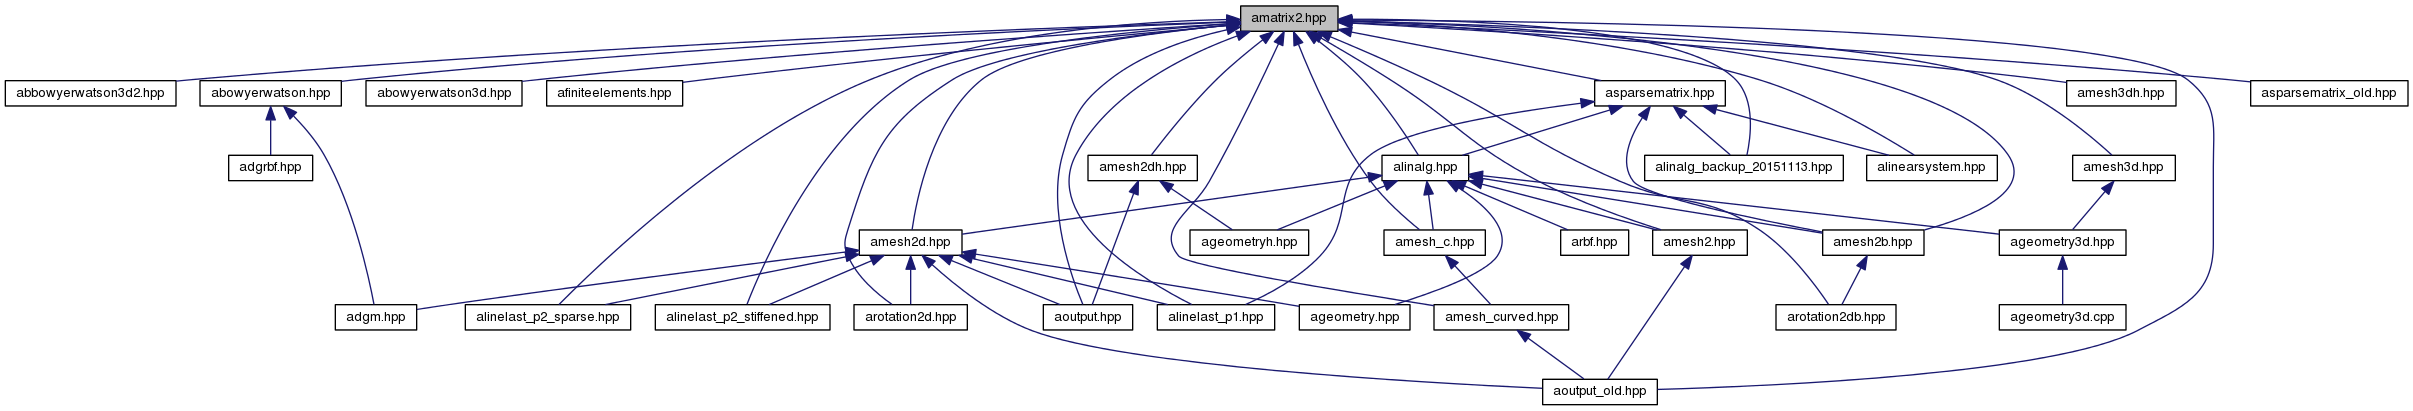 amatrix2.hpp
abbowyerwatson3d2.hpp
abowyerwatson.hpp
abowyerwatson3d.hpp
afiniteelements.hpp
asparsematrix.hpp
amesh3dh.hpp
asparsematrix_old.hpp
adgrbf.hpp
amesh2dh.hpp
alinalg.hpp
alinalg_backup_20151113.hpp
alinearsystem.hpp
amesh3d.hpp
amesh2d.hpp
ageometryh.hpp
amesh_c.hpp
arbf.hpp
amesh2.hpp
amesh2b.hpp
ageometry3d.hpp
adgm.hpp
alinelast_p2_sparse.hpp
alinelast_p2_stiffened.hpp
arotation2d.hpp
aoutput.hpp
alinelast_p1.hpp
ageometry.hpp
amesh_curved.hpp
arotation2db.hpp
ageometry3d.cpp
aoutput_old.hpp